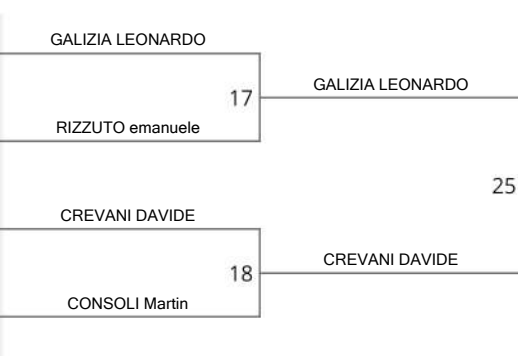 GALIZIA LEONARDO
17
GALIZIA LEONARDO
RIZZUTO emanuele
25
CREVANI DAVIDE
18
CREVANI DAVIDE
CONSOLI Martin